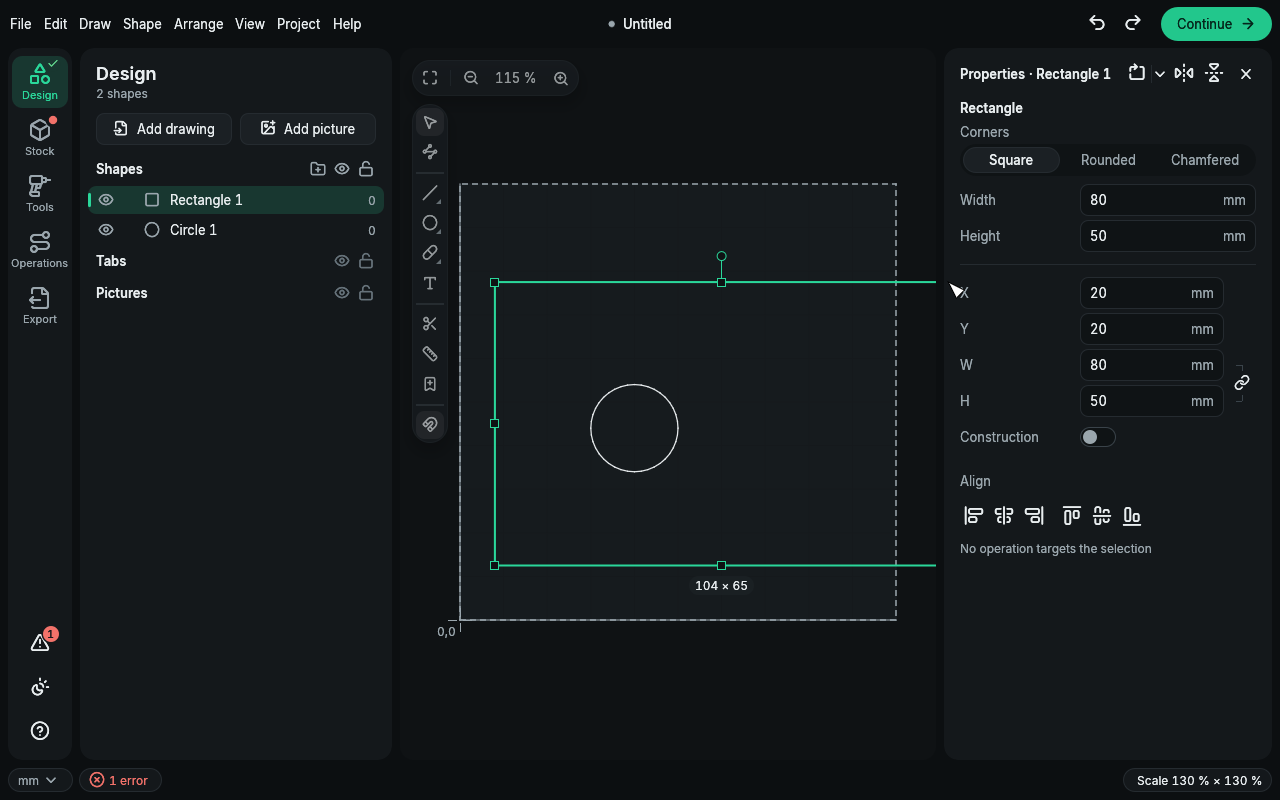 File Edit Draw Shape Arrange View Project Help
Untitled
Continue
Design
Stock
Tools
Operations
Export
1
Design
2 shapes
Add drawing
Add picture
Shapes
Rectangle 1 0
Circle 1 0
Tabs
Pictures
115 %
104 × 65
0,0
Properties · Rectangle 1
Rectangle
Corners
Square Rounded Chamfered
Width 80 mm
Height 50 mm
X 20 mm
Y 20 mm
W 80 mm
H 50 mm
Construction
Align
No operation targets the selection
mm
1 error
Scale 130 % × 130 %